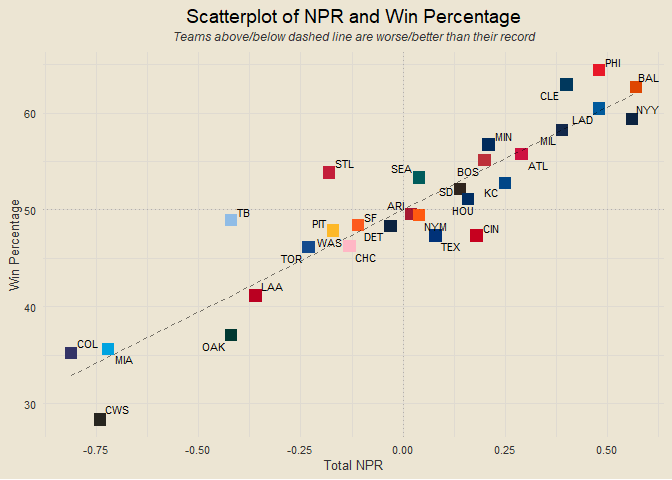 Scatterplot of NPR and Win Percentage
Teams above/below dashed line are worse/better than their record
PHI
BAL
CLE
60
LAD
NYY
MIN
MIL
STL
SEA
BOS
ATL
SD
KC
TB
ARI
50
HOU
PIT
SF
NYM
CIN
WAS
DET
TEX
TOR
CHC
LAA
40
OAK
COL
MIA
CWS
30
Win Percentage
-0.75
-0.50
-0.25
0.00
0.25
0.50
Total NPR